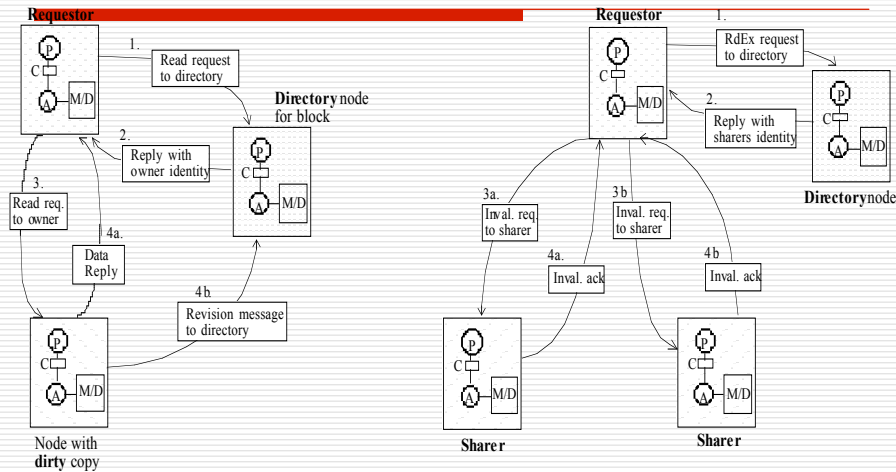 Requestor
P
C
A
M/D
1.
Read request
to directory
Directory node
for block
P
C
A
M/D
2.
Reply with
owner identity
3.
Read req.
to owner
4a.
Data
Reply
4b.
Revision message
to directory
P
C
A
M/D
Node with
dirty copy
Requestor
P
C
A
M/D
1.
RdEx request
to directory
P
C
A
M/D
Directory node
2.
Reply with
sharers identity
3a.
Inval. req.
to sharer
3b
Inval. req.
to sharer
4a.
Inval. ack
4b
Inval. ack
P
C
A
M/D
Sharer
P
C
A
M/D
Sharer